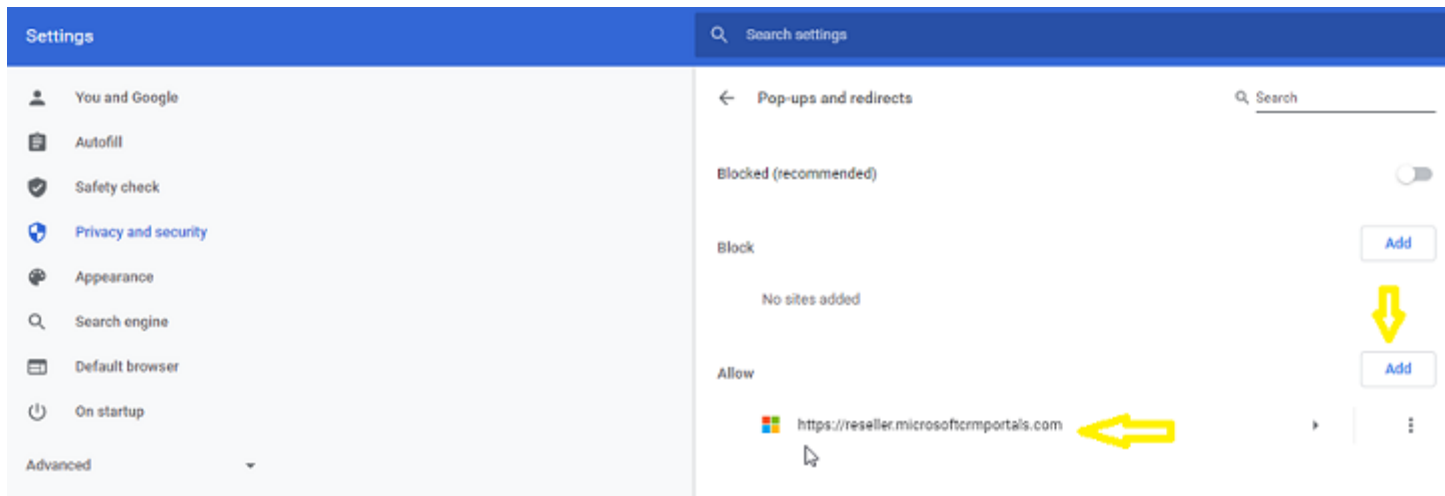 Settings
Search settings
You and Google
Autofill
Safety check
Privacy and security
Appearance
Search engine
Default browser
On startup
Advanced
Pop-ups and redirects
Search
Blocked (recommended)
Block
Add
No sites added
Allow
Add
https://reseller.microsoftcrmportals.com